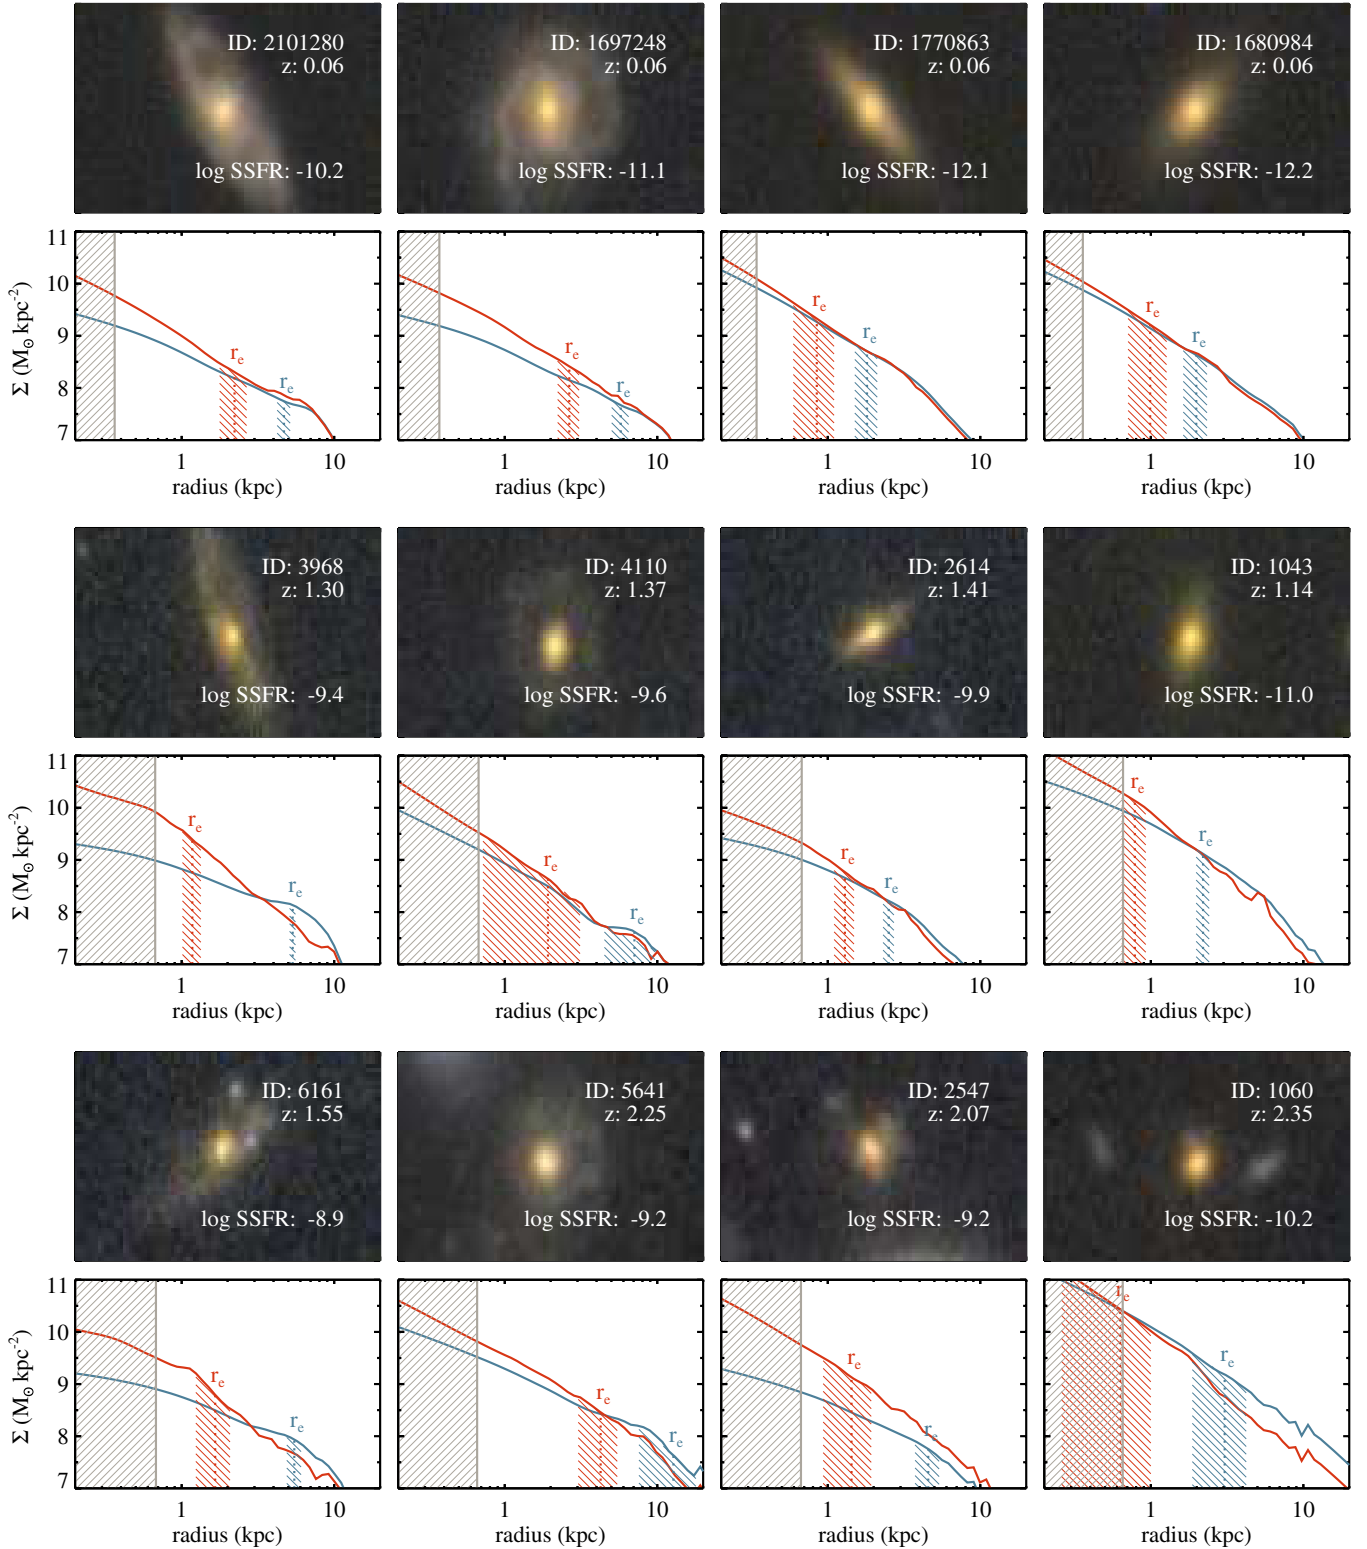 ID: 2101280
z: 0.06
log SSFR: -10.2
ID: 1697248
z: 0.06
log SSFR: -11.1
ID: 1770863
z: 0.06
log SSFR: -12.1
ID: 1680984
z: 0.06
log SSFR: -12.2
11
10
9
8
7
Σ (M⊙ kpc-2)
re
re
re
re
re
re
re
re
1 10
1 10
1 10
1 10
radius (kpc)
radius (kpc)
radius (kpc)
radius (kpc)
ID: 3968
z: 1.30
log SSFR: -9.4
ID: 4110
z: 1.37
log SSFR: -9.6
ID: 2614
z: 1.41
log SSFR: -9.9
ID: 1043
z: 1.14
log SSFR: -11.0
11
10
9
8
7
Σ (M⊙ kpc-2)
re
re
re
re
re
re
re
re
1 10
1 10
1 10
1 10
radius (kpc)
radius (kpc)
radius (kpc)
radius (kpc)
ID: 6161
z: 1.55
log SSFR: -8.9
ID: 5641
z: 2.25
log SSFR: -9.2
ID: 2547
z: 2.07
log SSFR: -9.2
ID: 1060
z: 2.35
log SSFR: -10.2
11
10
9
8
7
Σ (M⊙ kpc-2)
re
re
re
re
re
re
re
re
1 10
1 10
1 10
1 10
radius (kpc)
radius (kpc)
radius (kpc)
radius (kpc)